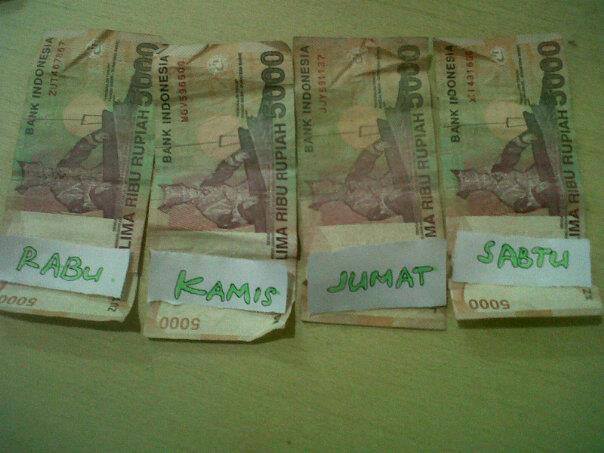 BANK INDONESIA
LIMA RIBU RUPIAH 5000
RABU
5000
BANK INDONESIA
LIMA RIBU RUPIAH 5000
KAMIS
5000
BANK INDONESIA
LIMA RIBU RUPIAH 5000
JUMAT
BANK INDONESIA
LIMA RIBU RUPIAH 5000
SABTU
5000